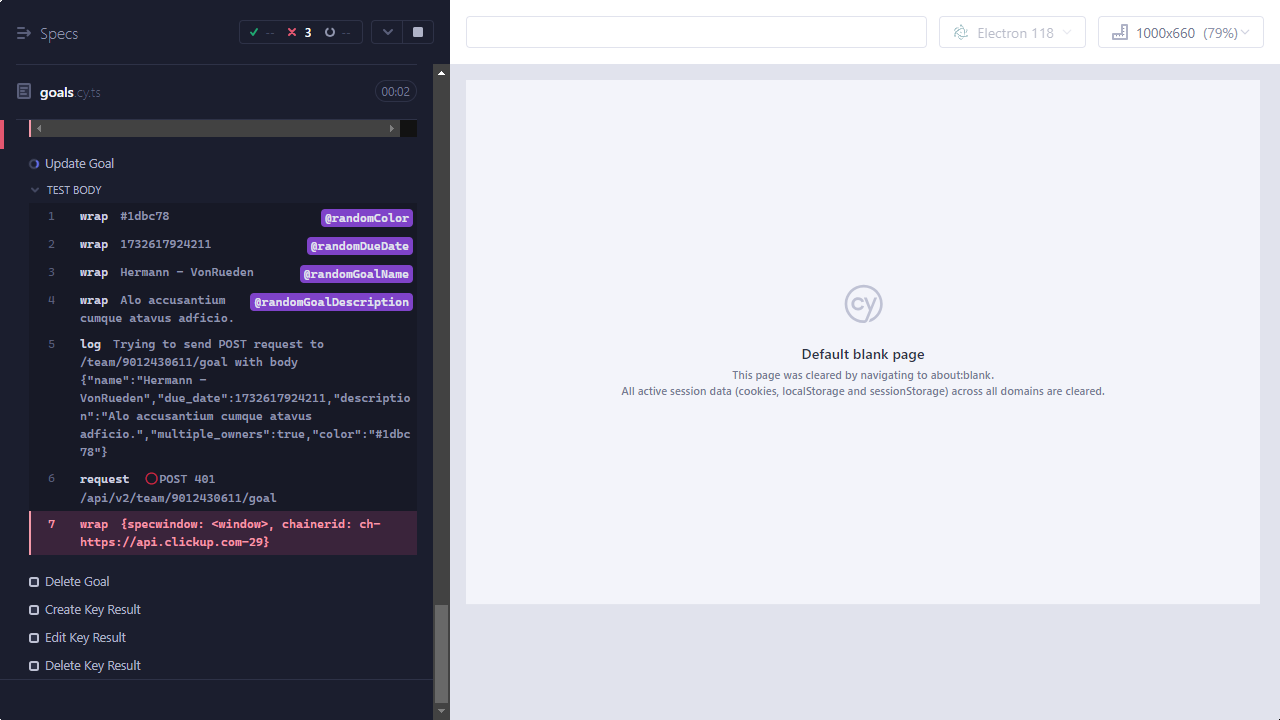 Specs
-- 3 --
Electron 118
1000x660 (79%)
goals.cy.ts
00:02
Update Goal
TEST BODY
1 wrap #1dbc78 @randomColor
2 wrap 1732617924211 @randomDueDate
3 wrap Hermann - VonRueden @randomGoalName
4 wrap Alo accusantium @randomGoalDescription
cumque atavus adficio.
5 log Trying to send POST request to
/team/9012430611/goal with body
{"name":"Hermann -
VonRueden","due_date":1732617924211,"descriptio
n":"Alo accusantium cumque atavus
adficio.","multiple_owners":true,"color":"#1dbc
78"}
6 request POST 401
/api/v2/team/9012430611/goal
7 wrap {specwindow: <window>, chainerid: ch-
https://api.clickup.com-29}
Delete Goal
Create Key Result
Edit Key Result
Delete Key Result
cy
Default blank page
This page was cleared by navigating to about:blank.
All active session data (cookies, localStorage and sessionStorage) across all domains are cleared.